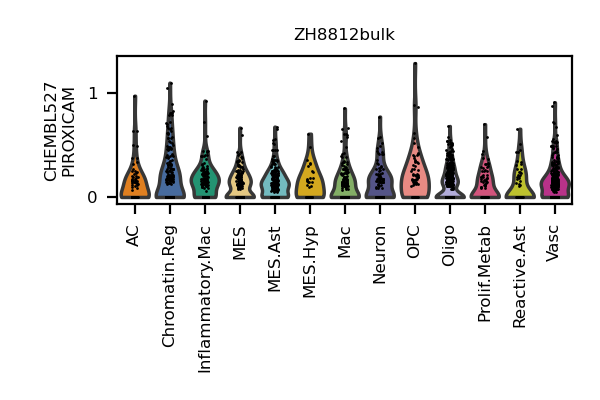 ZH8812bulk
CHEMBL527
PIROXICAM
1
0
AC
Chromatin.Reg
Inflammatory.Mac
MES
MES.Ast
MES.Hyp
Mac
Neuron
OPC
Oligo
Prolif.Metab
Reactive.Ast
Vasc